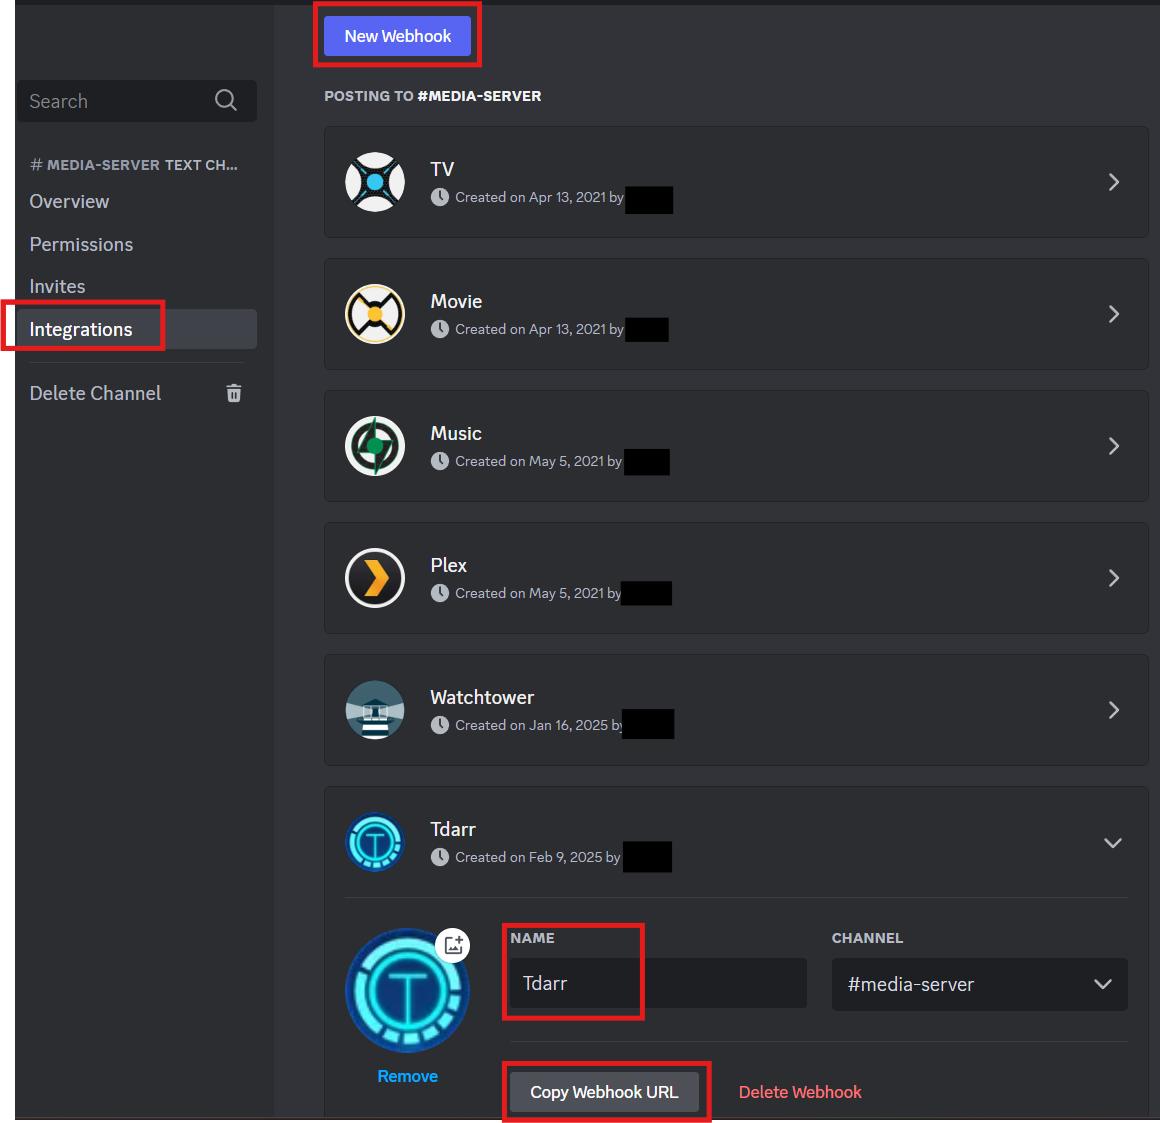 New Webhook
Search
POSTING TO #MEDIA-SERVER
# MEDIA-SERVER TEXT CH...
Overview
Permissions
Invites
Integrations
Delete Channel
TV
Created on Apr 13, 2021 by
Movie
Created on Apr 13, 2021 by
Music
Created on May 5, 2021 by
Plex
Created on May 5, 2021 by
Watchtower
Created on Jan 16, 2025 by
Tdarr
Created on Feb 9, 2025 by
T
Remove
NAME
Tdarr
CHANNEL
#media-server
Copy Webhook URL
Delete Webhook